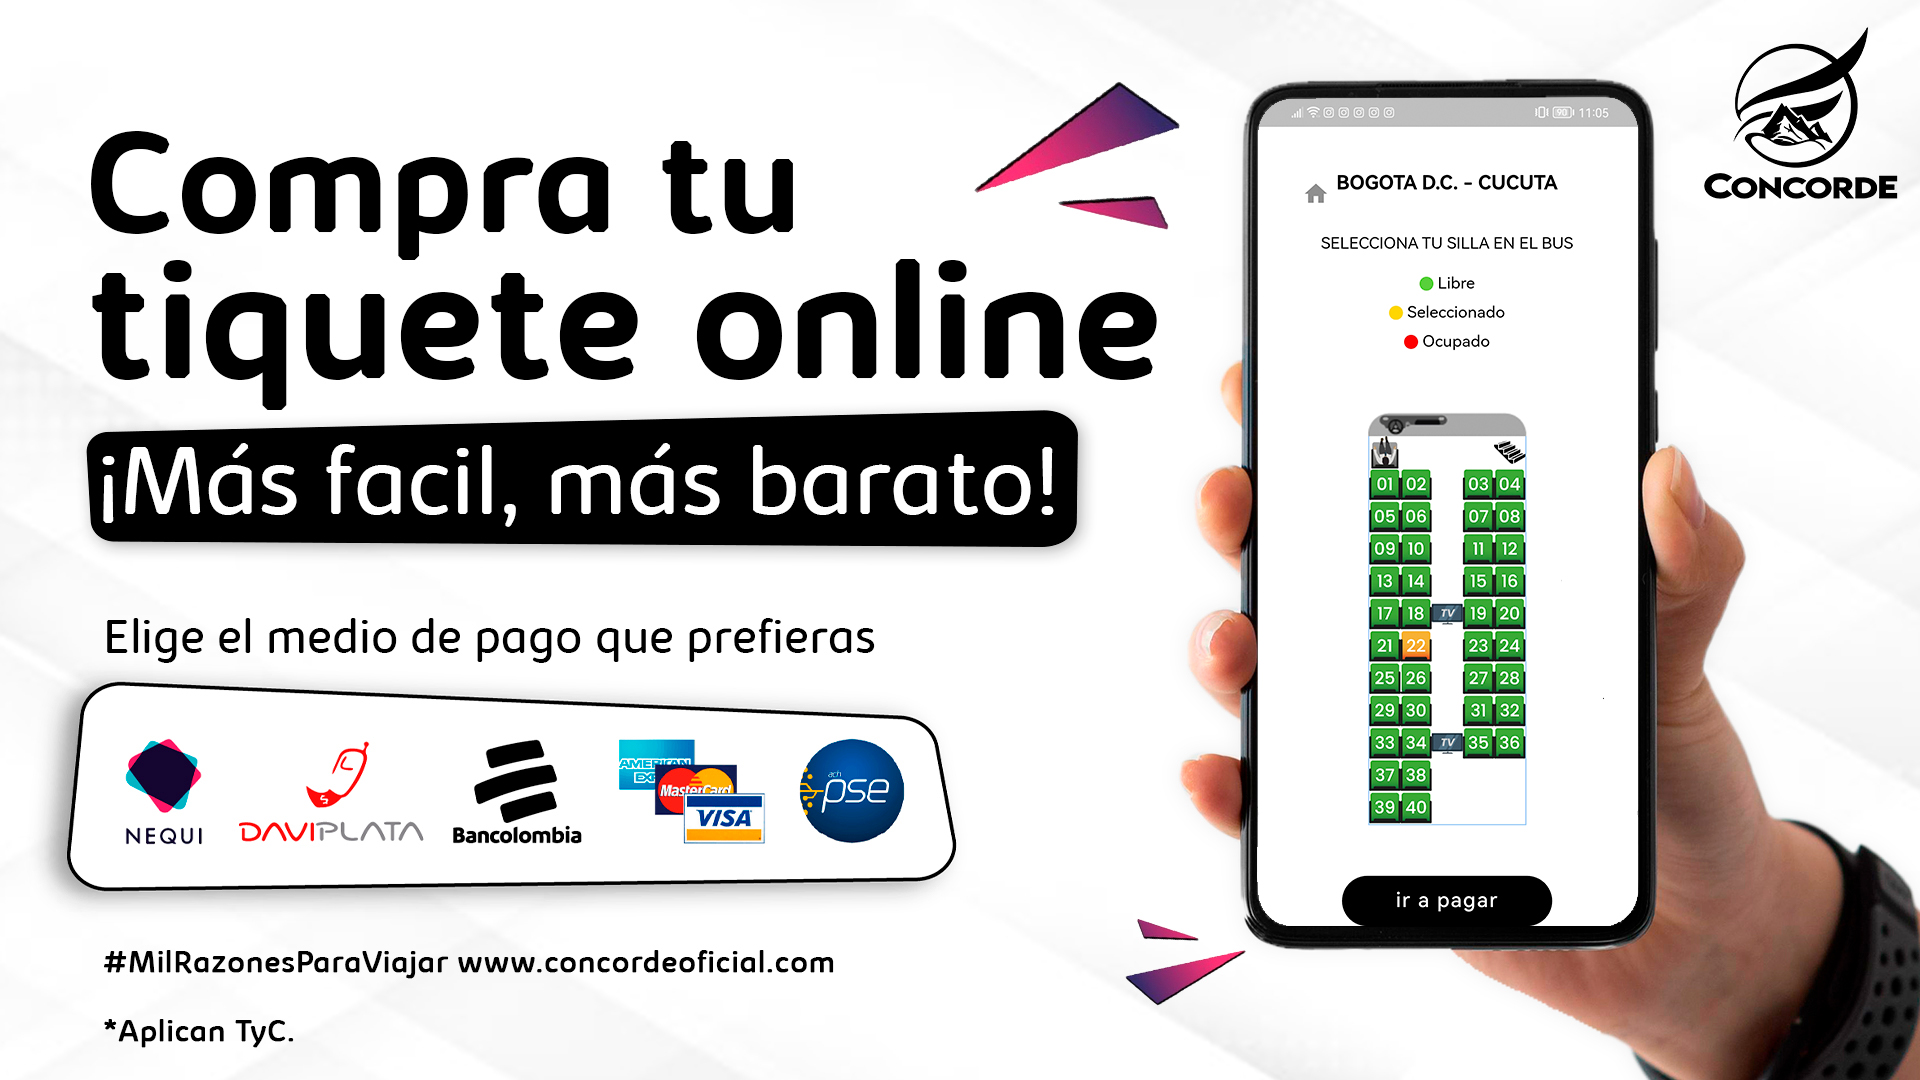 Compra tu
tiquete online
¡Más facil, más barato!
Elige el medio de pago que prefieras
NEQUI
DAVIPLATA
Bancolombia
AMERICAN
EXP
MasterCard
VISA
ach
pse
#MilRazonesParaViajar www.concordeoficial.com
*Aplican TyC.
90 11:05
BOGOTA D.C. - CUCUTA
SELECCIONA TU SILLA EN EL BUS
Libre
Seleccionado
Ocupado
01 02 03 04
05 06 07 08
09 10 11 12
13 14 15 16
17 18 TV 19 20
21 22 23 24
25 26 27 28
29 30 31 32
33 34 TV 35 36
37 38
39 40
ir a pagar
CONCORDE